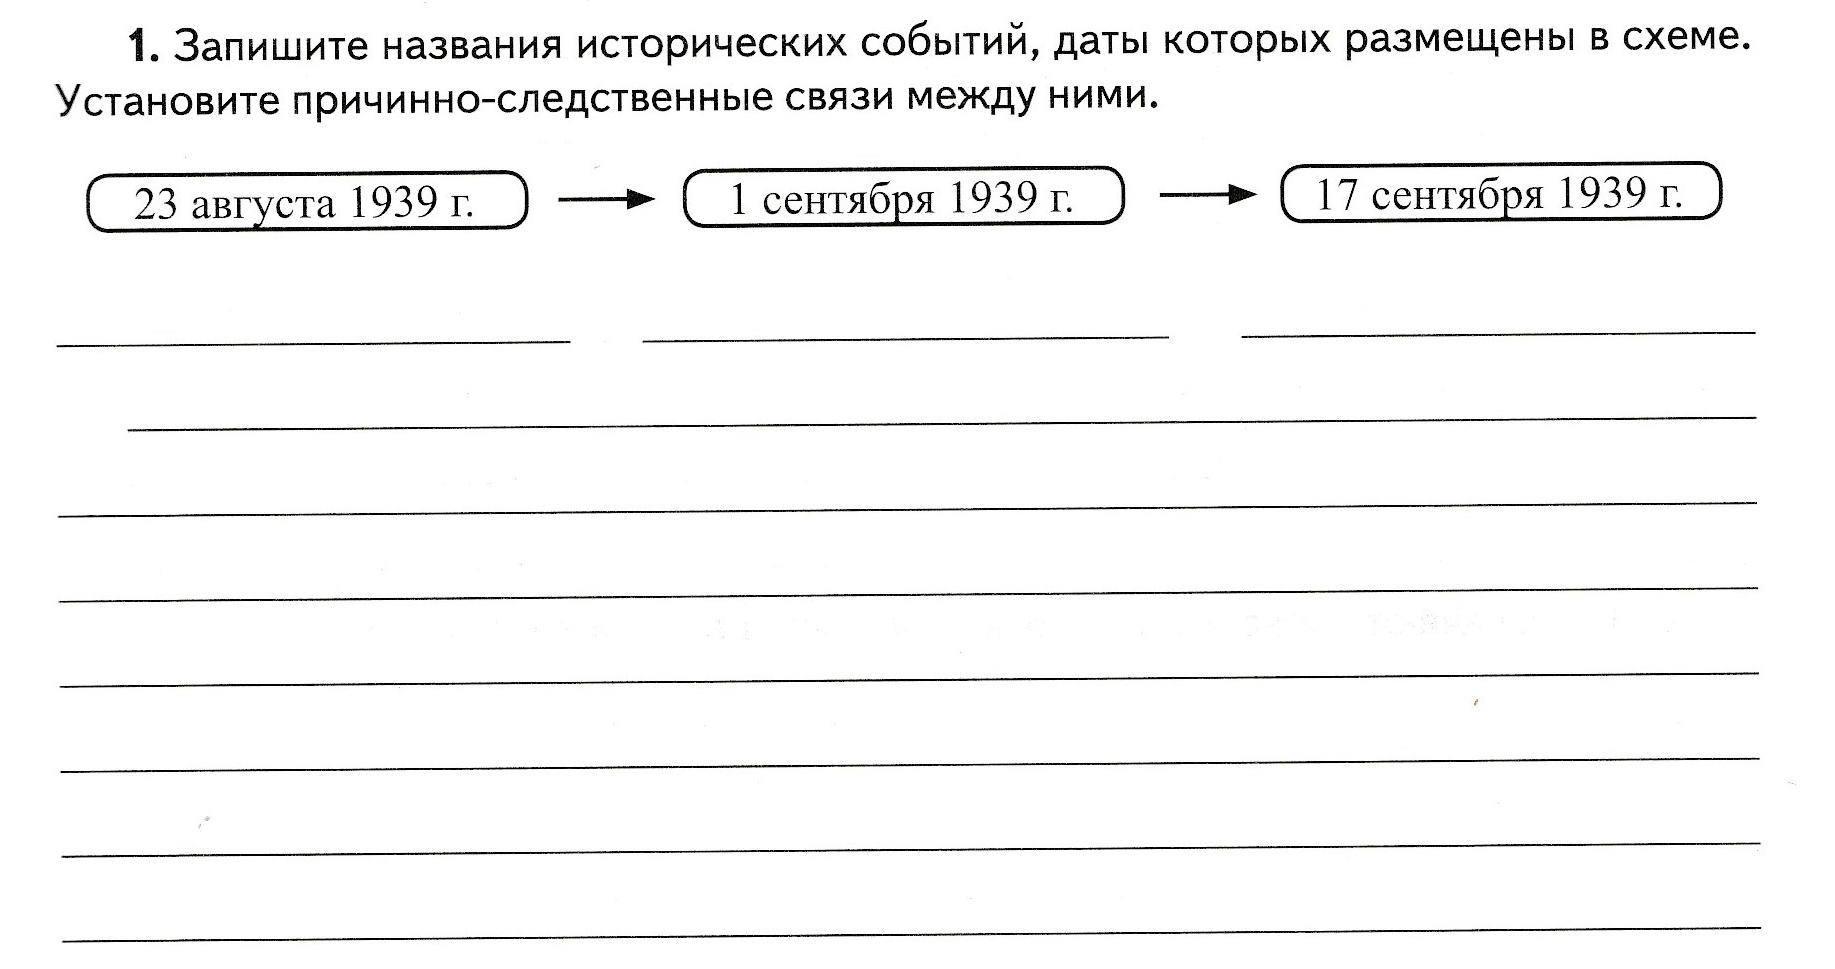 1. Запишите названия исторических событий, даты которых размещены в схеме.
Установите причинно-следственные связи между ними.
23 августа 1939 г.
1 сентября 1939 г.
17 сентября 1939 г.